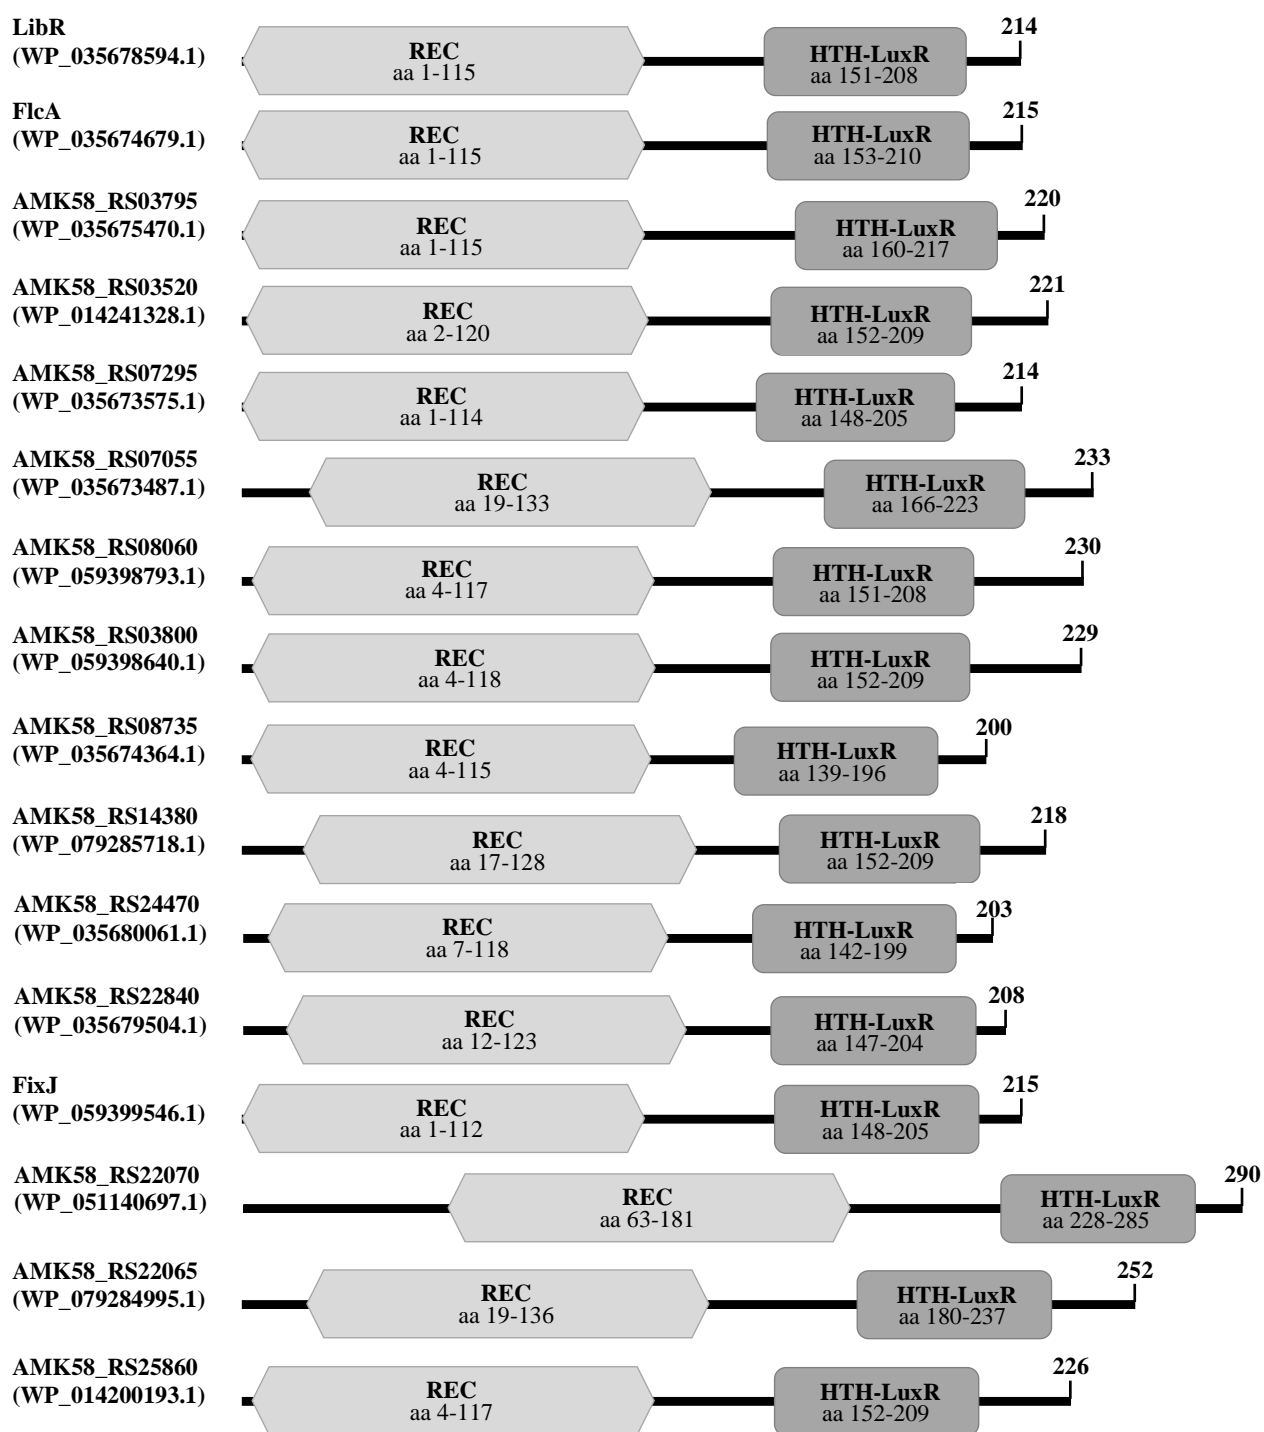 LibR
(WP_035678594.1)
REC
aa 1-115
HTH-LuxR
aa 151-208
214
FlcA
(WP_035674679.1)
REC
aa 1-115
HTH-LuxR
aa 153-210
215
AMK58_RS03795
(WP_035675470.1)
REC
aa 1-115
HTH-LuxR
aa 160-217
220
AMK58_RS03520
(WP_014241328.1)
REC
aa 2-120
HTH-LuxR
aa 152-209
221
AMK58_RS07295
(WP_035673575.1)
REC
aa 1-114
HTH-LuxR
aa 148-205
214
AMK58_RS07055
(WP_035673487.1)
REC
aa 19-133
HTH-LuxR
aa 166-223
233
AMK58_RS08060
(WP_059398793.1)
REC
aa 4-117
HTH-LuxR
aa 151-208
230
AMK58_RS03800
(WP_059398640.1)
REC
aa 4-118
HTH-LuxR
aa 152-209
229
AMK58_RS08735
(WP_035674364.1)
REC
aa 4-115
HTH-LuxR
aa 139-196
200
AMK58_RS14380
(WP_079285718.1)
REC
aa 17-128
HTH-LuxR
aa 152-209
218
AMK58_RS24470
(WP_035680061.1)
REC
aa 7-118
HTH-LuxR
aa 142-199
203
AMK58_RS22840
(WP_035679504.1)
REC
aa 12-123
HTH-LuxR
aa 147-204
208
FixJ
(WP_059399546.1)
REC
aa 1-112
HTH-LuxR
aa 148-205
215
AMK58_RS22070
(WP_051140697.1)
REC
aa 63-181
HTH-LuxR
aa 228-285
290
AMK58_RS22065
(WP_079284995.1)
REC
aa 19-136
HTH-LuxR
aa 180-237
252
AMK58_RS25860
(WP_014200193.1)
REC
aa 4-117
HTH-LuxR
aa 152-209
226